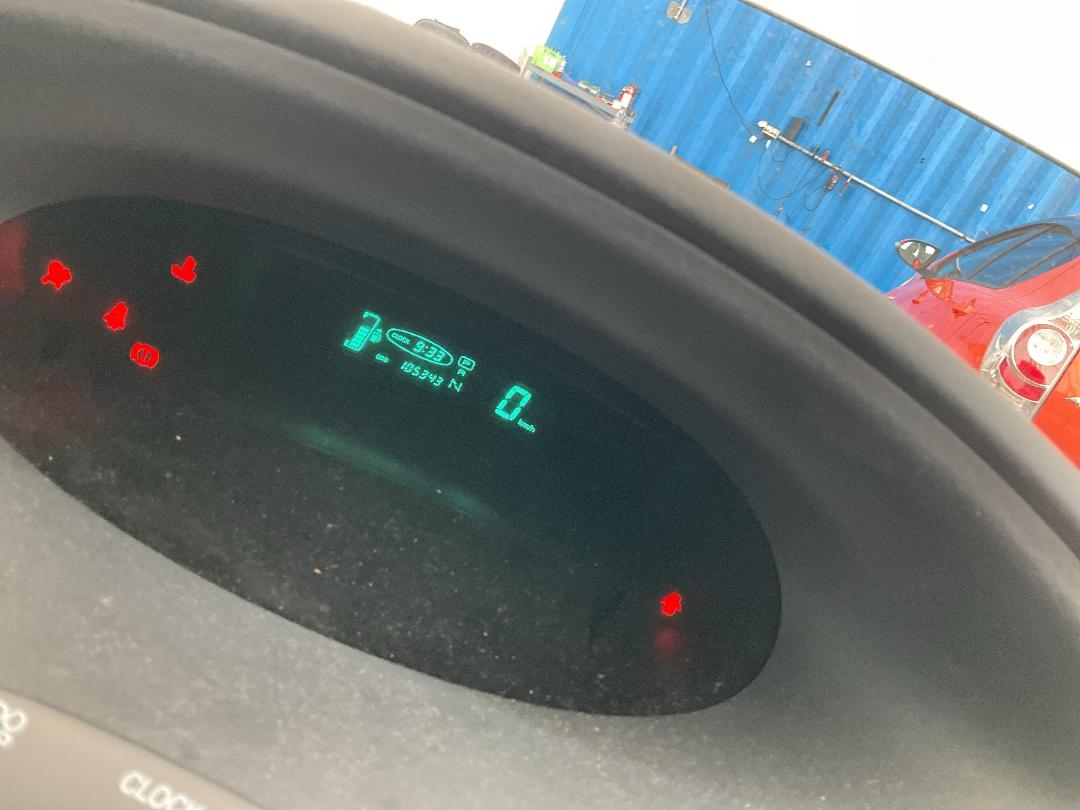 CLOCK 9:33 P
ODO 185343 N
0 km/h
CLOCK